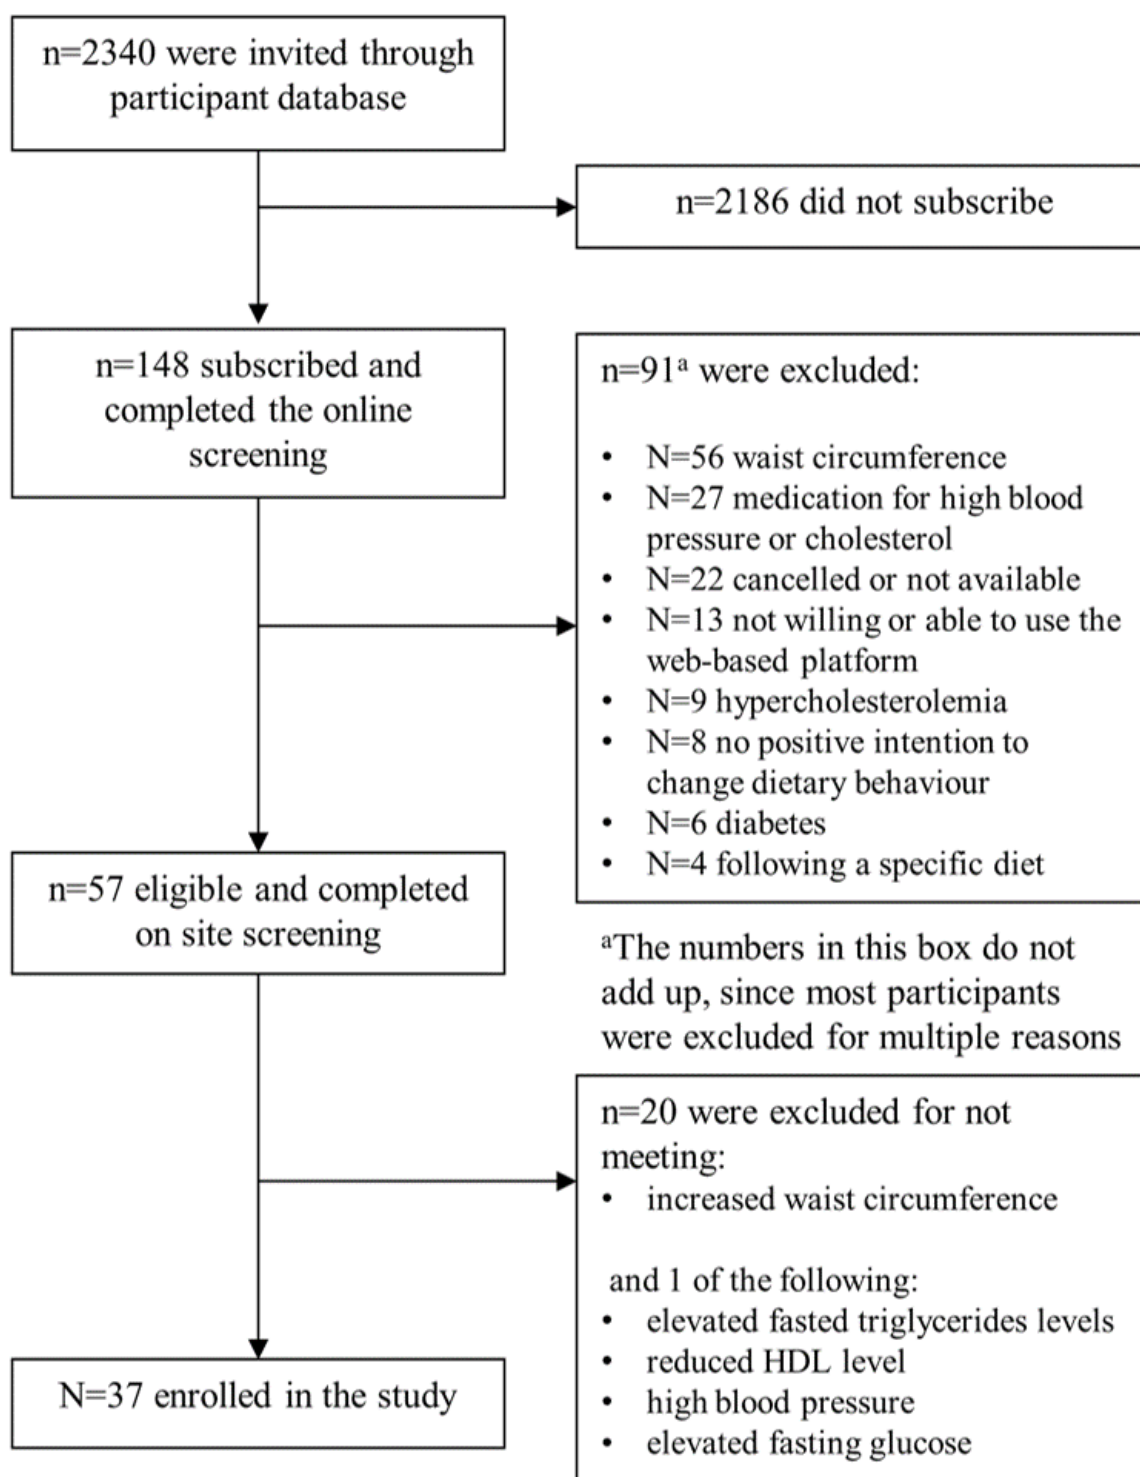 n=2340 were invited through
participant database
n=2186 did not subscribe
n=148 subscribed and
completed the online
screening
n=91ᵃ were excluded:
• N=56 waist circumference
• N=27 medication for high blood
pressure or cholesterol
• N=22 cancelled or not available
• N=13 not willing or able to use the
web-based platform
• N=9 hypercholesterolemia
• N=8 no positive intention to
change dietary behaviour
• N=6 diabetes
• N=4 following a specific diet
n=57 eligible and completed
on site screening
ᵃThe numbers in this box do not
add up, since most participants
were excluded for multiple reasons
n=20 were excluded for not
meeting:
• increased waist circumference
and 1 of the following:
• elevated fasted triglycerides levels
• reduced HDL level
• high blood pressure
• elevated fasting glucose
N=37 enrolled in the study